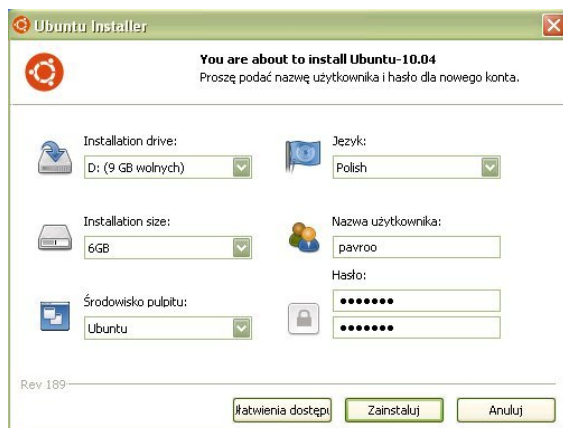 Ubuntu Installer
You are about to install Ubuntu-10.04
Proszę podać nazwę użytkownika i hasło dla nowego konta.
Installation drive:
D: (9 GB wolnych)
Język:
Polish
Installation size:
6GB
Nazwa użytkownika:
pavroo
Hasło:
•••••••
Środowisko pulpitu:
Ubuntu
•••••••
Rev 189
łatwienia dostępu
Zainstaluj
Anuluj